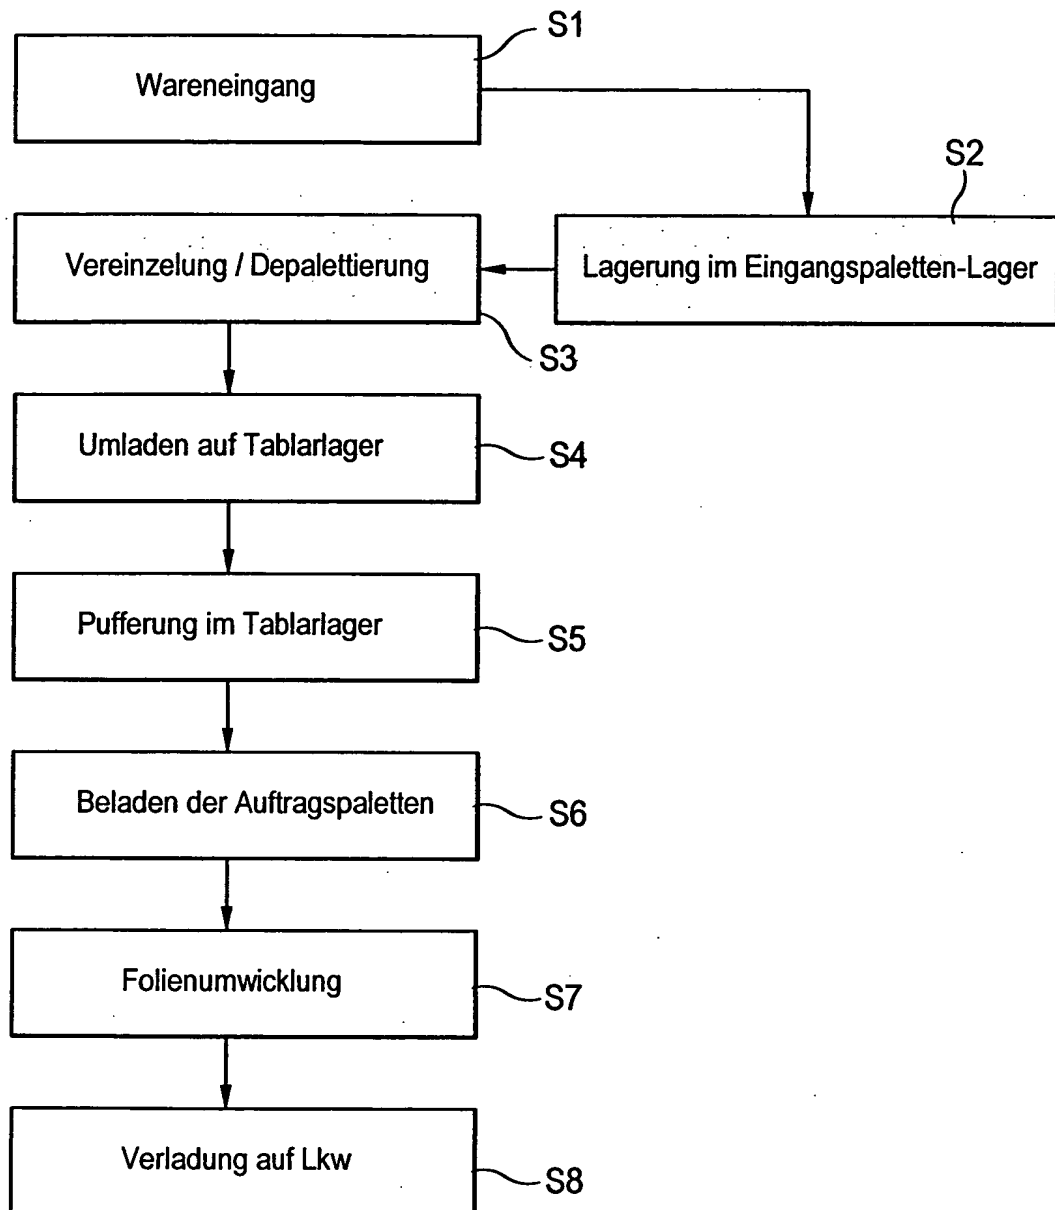 S1
Wareneingang
S2
Lagerung im Eingangspaletten-Lager
Vereinzelung / Depalettierung
S3
Umladen auf Tablarlager
S4
Pufferung im Tablarlager
S5
Beladen der Auftragspaletten
S6
Folienumwicklung
S7
Verladung auf Lkw
S8